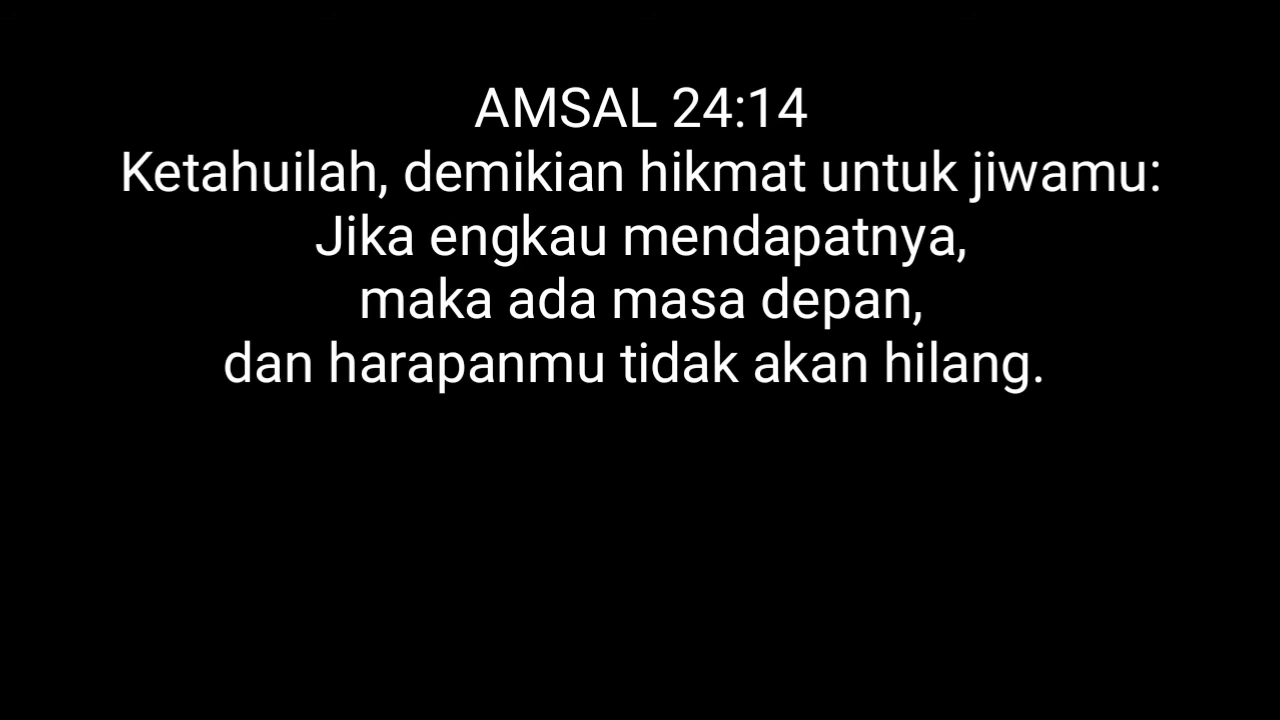 AMSAL 24:14
Ketahuilah, demikian hikmat untuk jiwamu:
Jika engkau mendapatnya,
maka ada masa depan,
dan harapanmu tidak akan hilang.